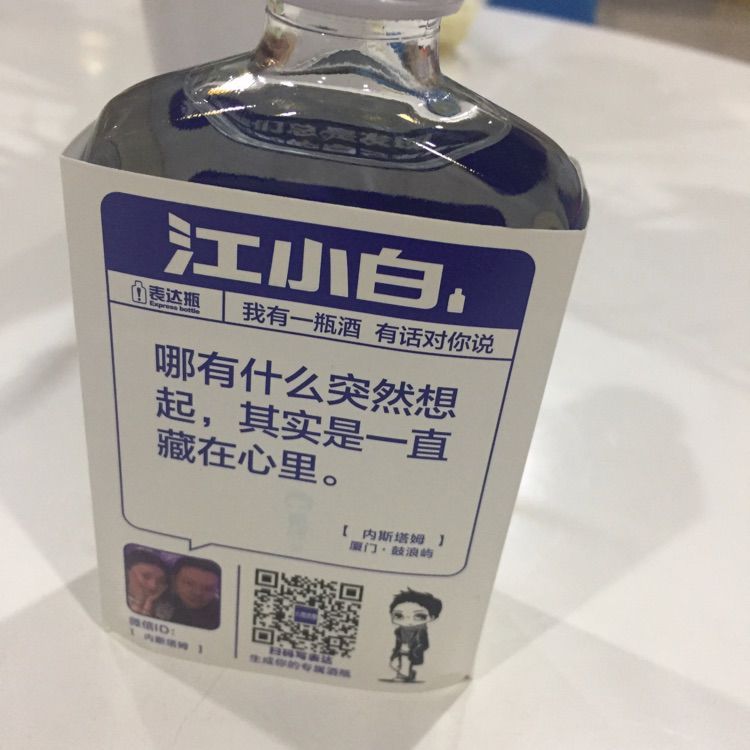 江小白
表达瓶
Express bottle
我有一瓶酒 有话对你说
哪有什么突然想
起，其实是一直
藏在心里。
【 内斯塔姆 】
厦门·鼓浪屿
微信ID：
【 内斯塔姆 】
扫码写表达
生成你的专属酒瓶